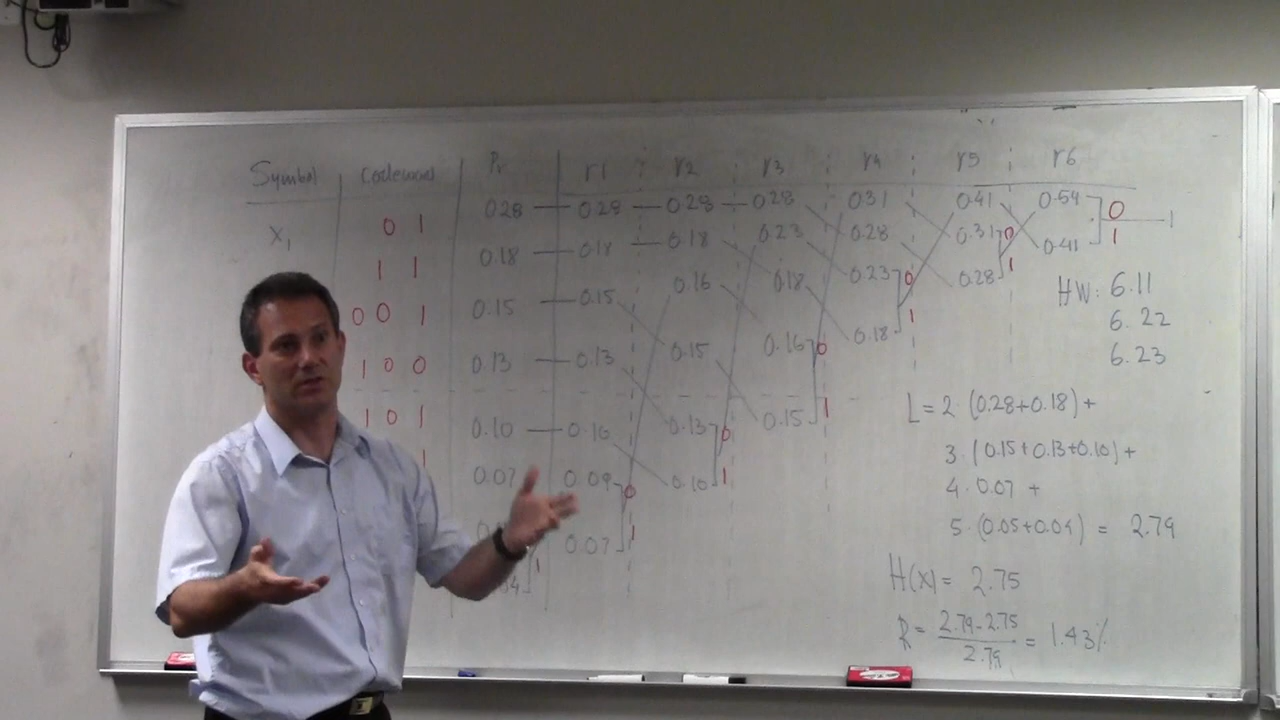 Symbol Codeword Pr r1 r2 r3 r4 r5 r6
X1 0 1 0.28 0.28 0.28 0.28 0.31 0.41 0.54 0 1
1 1 0.18 0.18 0.18 0.23 0.28 0.31 0 0.41 1
0 0 1 0.15 0.15 0.16 0.18 0.23 0 0.28 1
1 0 0 0.13 0.13 0.15 0.16 0 0.18 1
1 0 1 0.10 0.10 0.13 0 0.15 1
1 0.07 0.09 0 0.10 1
0.07 1
1
HW: 6.11
6.22
6.23
L = 2·(0.28+0.18)+
3·(0.15+0.13+0.10)+
4·0.07 +
5·(0.05+0.04) = 2.79
H(X) = 2.75
R = 2.79-2.75 / 2.79 = 1.43%